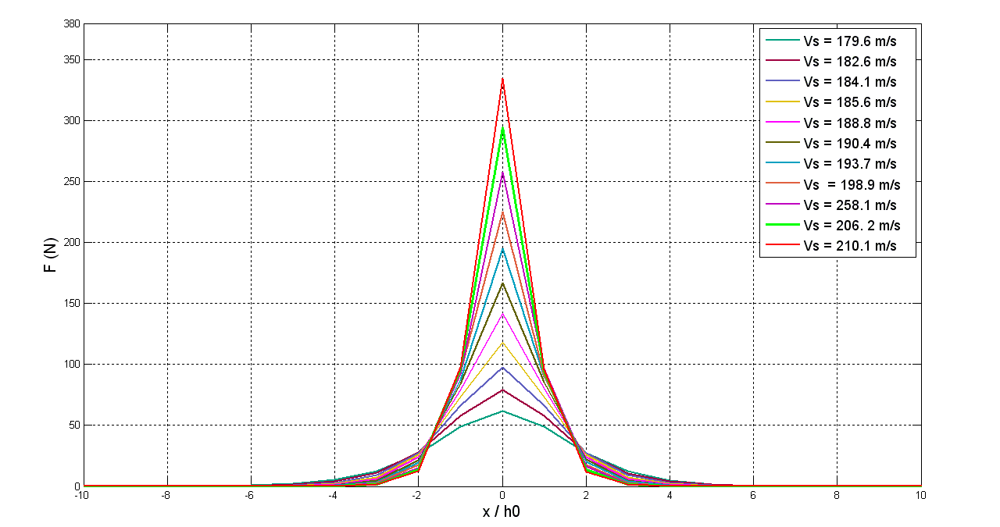 380
350
300
250
200
150
100
50
0
F (N)
-10 -8 -6 -4 -2 0 2 4 6 8 10
x / h0
Vs = 179.6 m/s
Vs = 182.6 m/s
Vs = 184.1 m/s
Vs = 185.6 m/s
Vs = 188.8 m/s
Vs = 190.4 m/s
Vs = 193.7 m/s
Vs  = 198.9 m/s
Vs = 258.1 m/s
Vs = 206. 2 m/s
Vs = 210.1 m/s